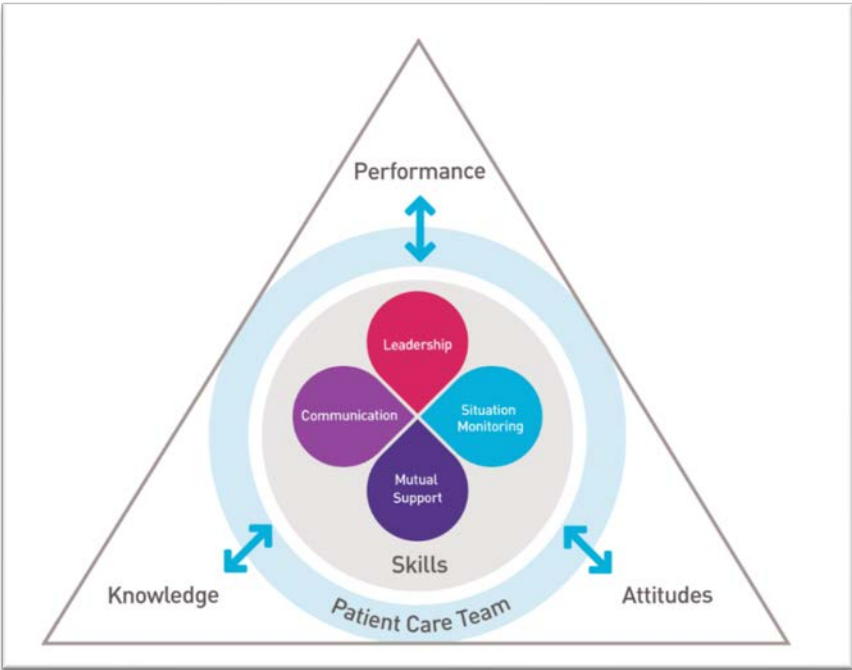 Performance
Leadership
Communication
Situation
Monitoring
Mutual
Support
Skills
Knowledge
Attitudes
Patient Care Team